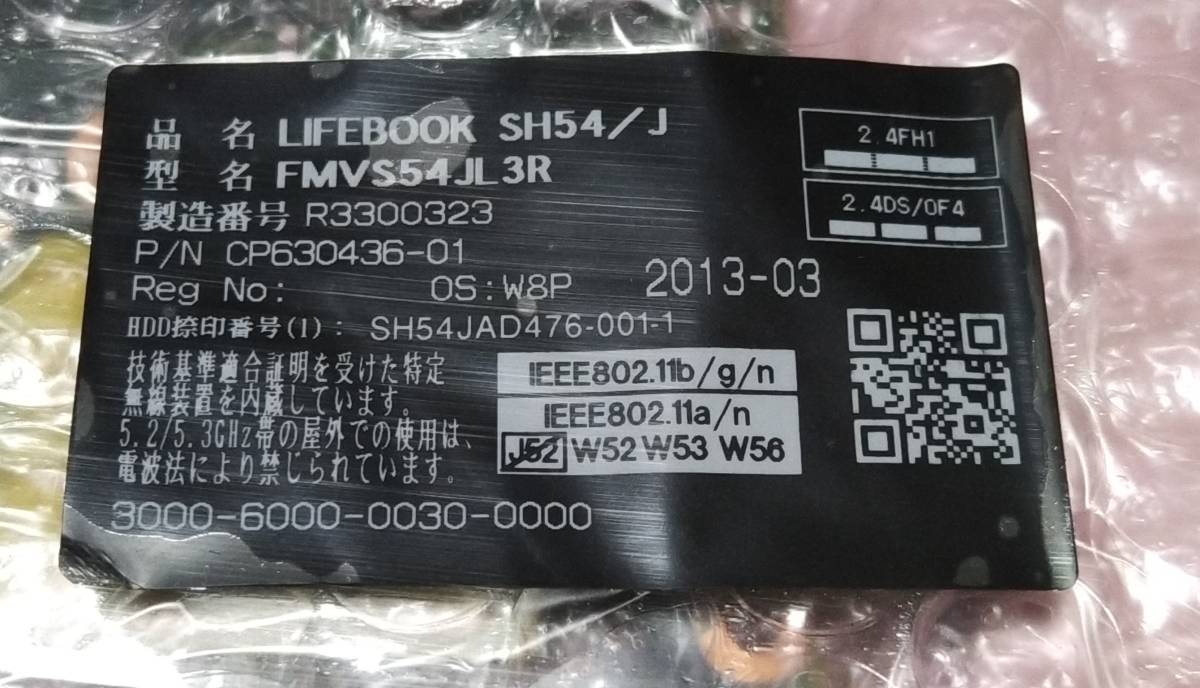 品 名 LIFEBOOK SH54/J
型 名 FMVS54JL3R
製造番号 R3300323
P/N CP630436-01
Reg No: OS:W8P 2013-03
HDD捺印番号(1): SH54JAD476-001-1
技術基準適合証明を受けた特定
無線装置を内蔵しています。
5.2/5.3GHz帯の屋外での使用は、
電波法により禁じられています。
3000-6000-0030-0000
IEEE802.11b/g/n
IEEE802.11a/n
J52 W52 W53 W56
2.4FH1
2.4DS/OF4